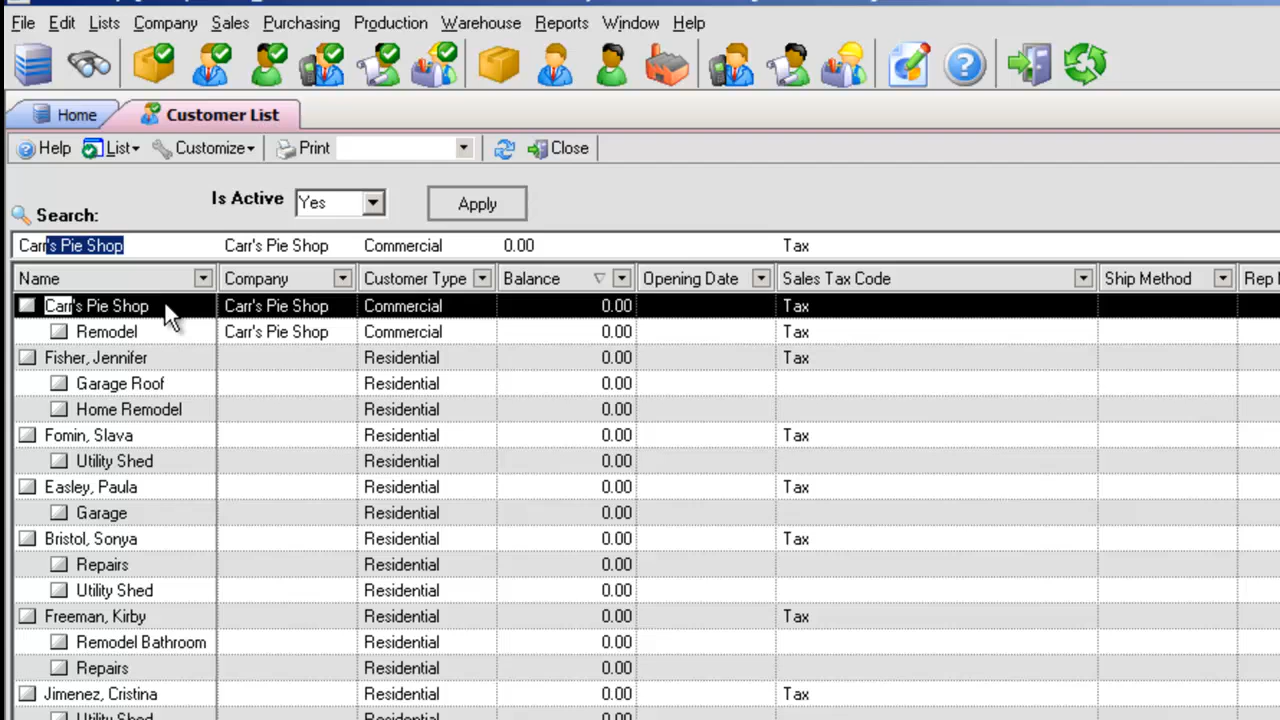 File Edit Lists Company Sales Purchasing Production Warehouse Reports Window Help
Home Customer List
Help List Customize Print Close
Is Active Yes Apply
Search:
Carr's Pie Shop Carr's Pie Shop Commercial 0.00 Tax
Name Company Customer Type Balance Opening Date Sales Tax Code Ship Method Rep
Carr's Pie Shop Carr's Pie Shop Commercial 0.00 Tax
Remodel Carr's Pie Shop Commercial 0.00 Tax
Fisher, Jennifer Residential 0.00 Tax
Garage Roof Residential 0.00
Home Remodel Residential 0.00
Fomin, Slava Residential 0.00 Tax
Utility Shed Residential 0.00
Easley, Paula Residential 0.00 Tax
Garage Residential 0.00
Bristol, Sonya Residential 0.00 Tax
Repairs Residential 0.00
Utility Shed Residential 0.00
Freeman, Kirby Residential 0.00 Tax
Remodel Bathroom Residential 0.00
Repairs Residential 0.00
Jimenez, Cristina Residential 0.00 Tax
Utility Shed Residential 0.00